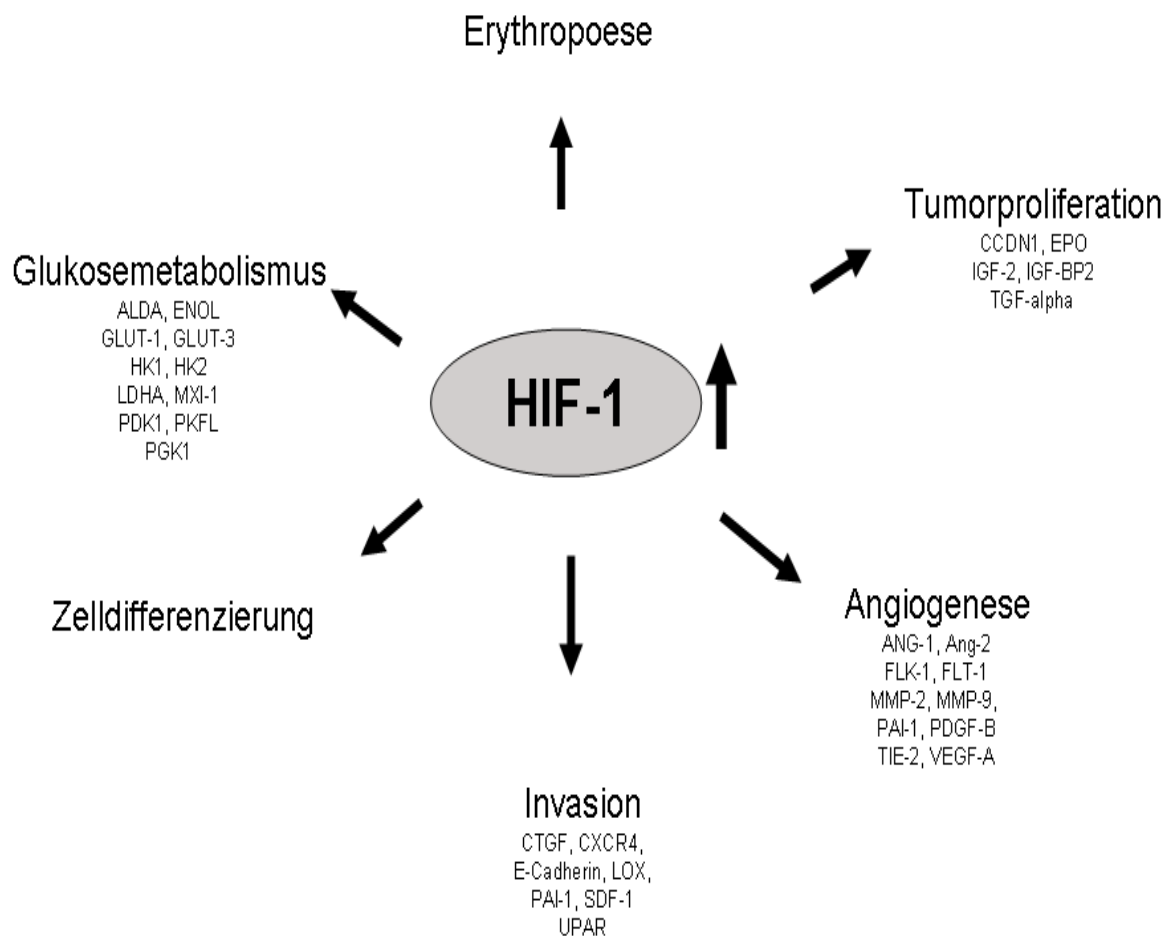 Erythropoese
Tumorproliferation
CCDN1, EPO
IGF-2, IGF-BP2
TGF-alpha
Glukosemetabolismus
ALDA, ENOL
GLUT-1, GLUT-3
HK1, HK2
LDHA, MXI-1
PDK1, PKFL
PGK1
HIF-1
Zelldifferenzierung
Angiogenese
ANG-1, Ang-2
FLK-1, FLT-1
MMP-2, MMP-9,
PAI-1, PDGF-B
TIE-2, VEGF-A
Invasion
CTGF, CXCR4,
E-Cadherin, LOX,
PAI-1, SDF-1
UPAR